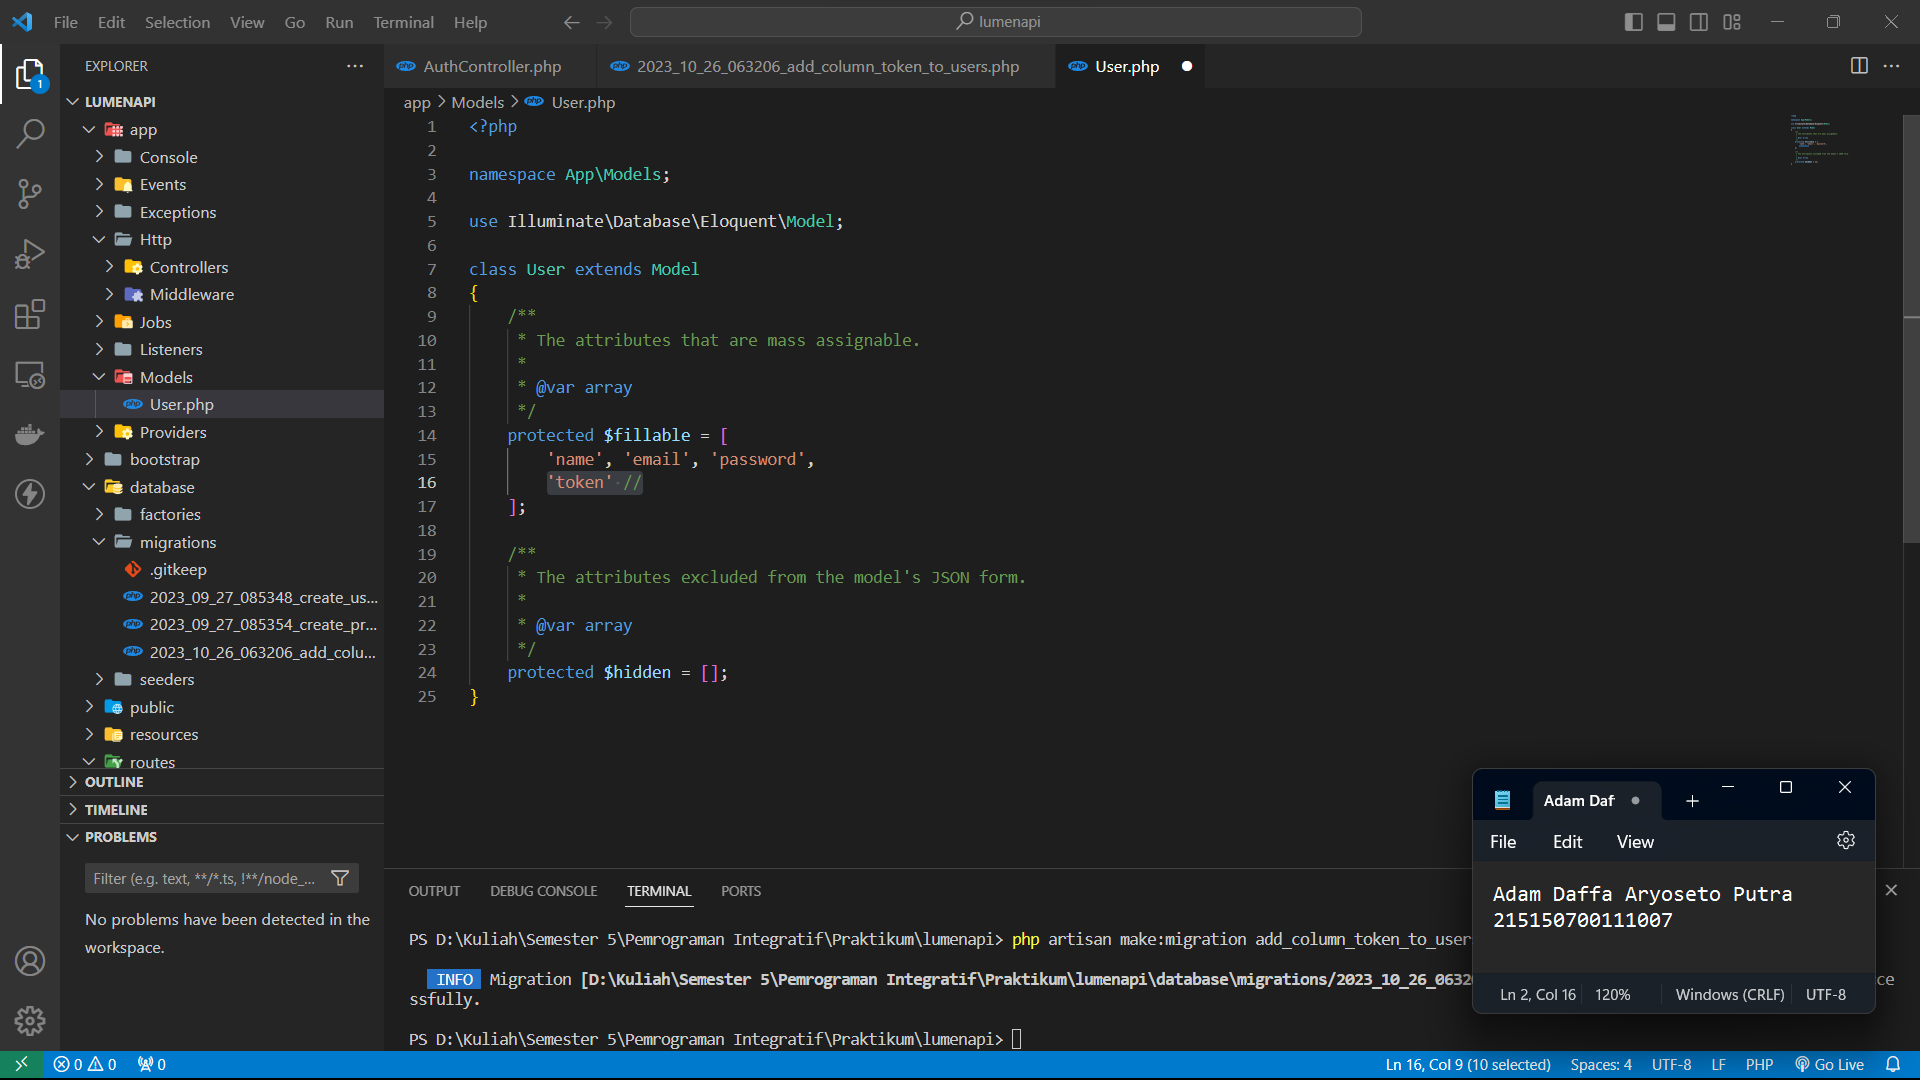 File Edit Selection View Go Run Terminal Help
lumenapi
EXPLORER
AuthController.php
2023_10_26_063206_add_column_token_to_users.php
User.php
app > Models > User.php
LUMENAPI
app
Console
Events
Exceptions
Http
Controllers
Middleware
Jobs
Listeners
Models
User.php
Providers
bootstrap
database
factories
migrations
.gitkeep
2023_09_27_085348_create_us...
2023_09_27_085354_create_pr...
2023_10_26_063206_add_colu...
seeders
public
resources
routes
OUTLINE
TIMELINE
PROBLEMS
Filter (e.g. text, **/*.ts, !**/node_...
No problems have been detected in the
workspace.
1 <?php
2
3 namespace App\Models;
4
5 use Illuminate\Database\Eloquent\Model;
6
7 class User extends Model
8 {
9 /**
10 * The attributes that are mass assignable.
11 *
12 * @var array
13 */
14 protected $fillable = [
15 'name', 'email', 'password',
16 'token' //
17 ];
18
19 /**
20 * The attributes excluded from the model's JSON form.
21 *
22 * @var array
23 */
24 protected $hidden = [];
25 }
OUTPUT DEBUG CONSOLE TERMINAL PORTS
PS D:\Kuliah\Semester 5\Pemrograman Integratif\Praktikum\lumenapi> php artisan make:migration add_column_token_to_user
INFO Migration [D:\Kuliah\Semester 5\Pemrograman Integratif\Praktikum\lumenapi\database\migrations/2023_10_26_0632 ce
ssfully.
PS D:\Kuliah\Semester 5\Pemrograman Integratif\Praktikum\lumenapi>
Adam Daf
File Edit View
Adam Daffa Aryoseto Putra
215150700111007
Ln 2, Col 16 120% Windows (CRLF) UTF-8
1
0 0 0
Ln 16, Col 9 (10 selected) Spaces: 4 UTF-8 LF PHP Go Live